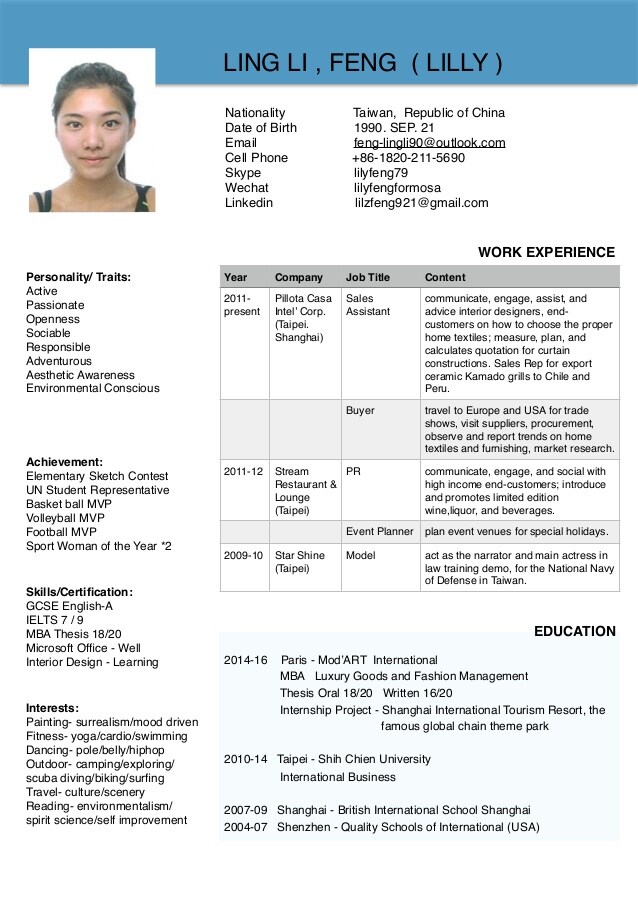 LING LI , FENG ( LILLY )
Nationality Taiwan, Republic of China
Date of Birth 1990. SEP. 21
Email feng-lingli90@outlook.com
Cell Phone +86-1820-211-5690
Skype lilyfeng79
Wechat lilyfengformosa
Linkedin lilzfeng921@gmail.com
Personality/ Traits:
Active
Passionate
Openness
Sociable
Responsible
Adventurous
Aesthetic Awareness
Environmental Conscious
Achievement:
Elementary Sketch Contest
UN Student Representative
Basket ball MVP
Volleyball MVP
Football MVP
Sport Woman of the Year *2
Skills/Certification:
GCSE English-A
IELTS 7 / 9
MBA Thesis 18/20
Microsoft Office - Well
Interior Design - Learning
Interests:
Painting- surrealism/mood driven
Fitness- yoga/cardio/swimming
Dancing- pole/belly/hiphop
Outdoor- camping/exploring/
scuba diving/biking/surfing
Travel- culture/scenery
Reading- environmentalism/
spirit science/self improvement
WORK EXPERIENCE
Year Company Job Title Content
2011-
present
Pillota Casa
Intel' Corp.
(Taipei.
Shanghai)
Sales
Assistant
communicate, engage, assist, and
advice interior designers, end-
customers on how to choose the proper
home textiles; measure, plan, and
calculates quotation for curtain
constructions. Sales Rep for export
ceramic Kamado grills to Chile and
Peru.
Buyer
travel to Europe and USA for trade
shows, visit suppliers, procurement,
observe and report trends on home
textiles and furnishing, market research.
2011-12
Stream
Restaurant &
Lounge
(Taipei)
PR
communicate, engage, and social with
high income end-customers; introduce
and promotes limited edition
wine,liquor, and beverages.
Event Planner
plan event venues for special holidays.
2009-10
Star Shine
(Taipei)
Model
act as the narrator and main actress in
law training demo, for the National Navy
of Defense in Taiwan.
EDUCATION
2014-16 Paris - Mod'ART International
MBA Luxury Goods and Fashion Management
Thesis Oral 18/20 Written 16/20
Internship Project - Shanghai International Tourism Resort, the
famous global chain theme park
2010-14 Taipei - Shih Chien University
International Business
2007-09 Shanghai - British International School Shanghai
2004-07 Shenzhen - Quality Schools of International (USA)